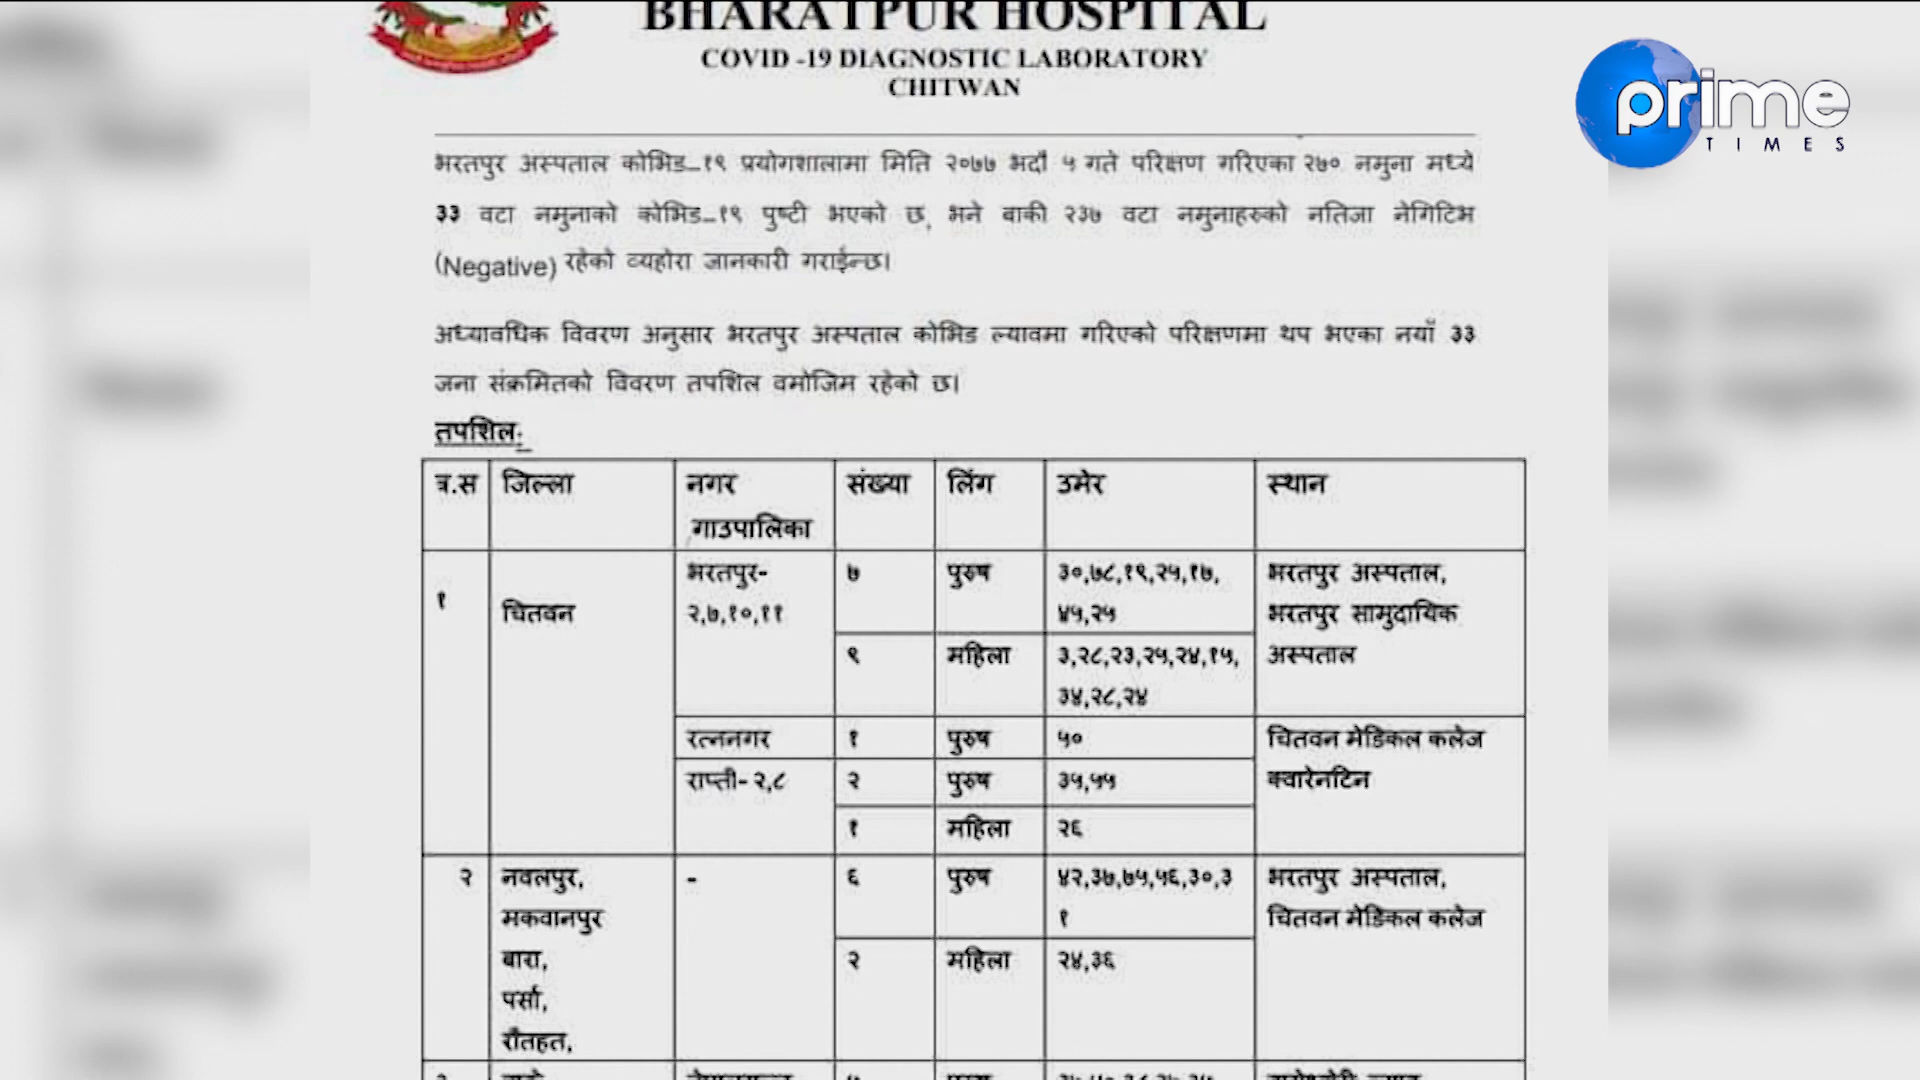 BHARATPUR HOSPITAL
COVID -19 DIAGNOSTIC LABORATORY
CHITWAN
prime
TIMES
भरतपुर अस्पताल कोभिड–१९ प्रयोगशालामा मिति २०७७ भदौ ५ गते परिक्षण गरिएका २७० नमुना मध्ये
३३ वटा नमुनाको कोभिड–१९ पुष्टी भएको छ, भने बाकी २३७ वटा नमुनाहरुको नतिजा नेगिटिभ
(Negative) रहेको व्यहोरा जानकारी गराईन्छ।
अध्यावधिक विवरण अनुसार भरतपुर अस्पताल कोभिड ल्यावमा गरिएको परिक्षणमा थप भएका नयाँ ३३
जना संक्रमितको विवरण तपशिल वमोजिम रहेको छ।
तपशिल:
त्र.स जिल्ला नगर संख्या लिंग उमेर स्थान
गाउपालिका
१ चितवन भरतपुर- ७ पुरुष ३०,७८,१९,२५,१७, भरतपुर अस्पताल,
२,७,१०,११ ४५,२५ भरतपुर सामुदायिक
९ महिला ३,२८,२३,२५,२४,१५, अस्पताल
३४,२८,२४
रत्ननगर १ पुरुष ५० चितवन मेडिकल कलेज
राप्ती- २,८ २ पुरुष ३५,५५ क्वारेनटिन
१ महिला २६
२ नवलपुर, - ६ पुरुष ४२,३७,७५,५६,३०,३ भरतपुर अस्पताल,
मकवानपुर १ चितवन मेडिकल कलेज
बारा, २ महिला २४,३६
पर्सा,
रौतहत,